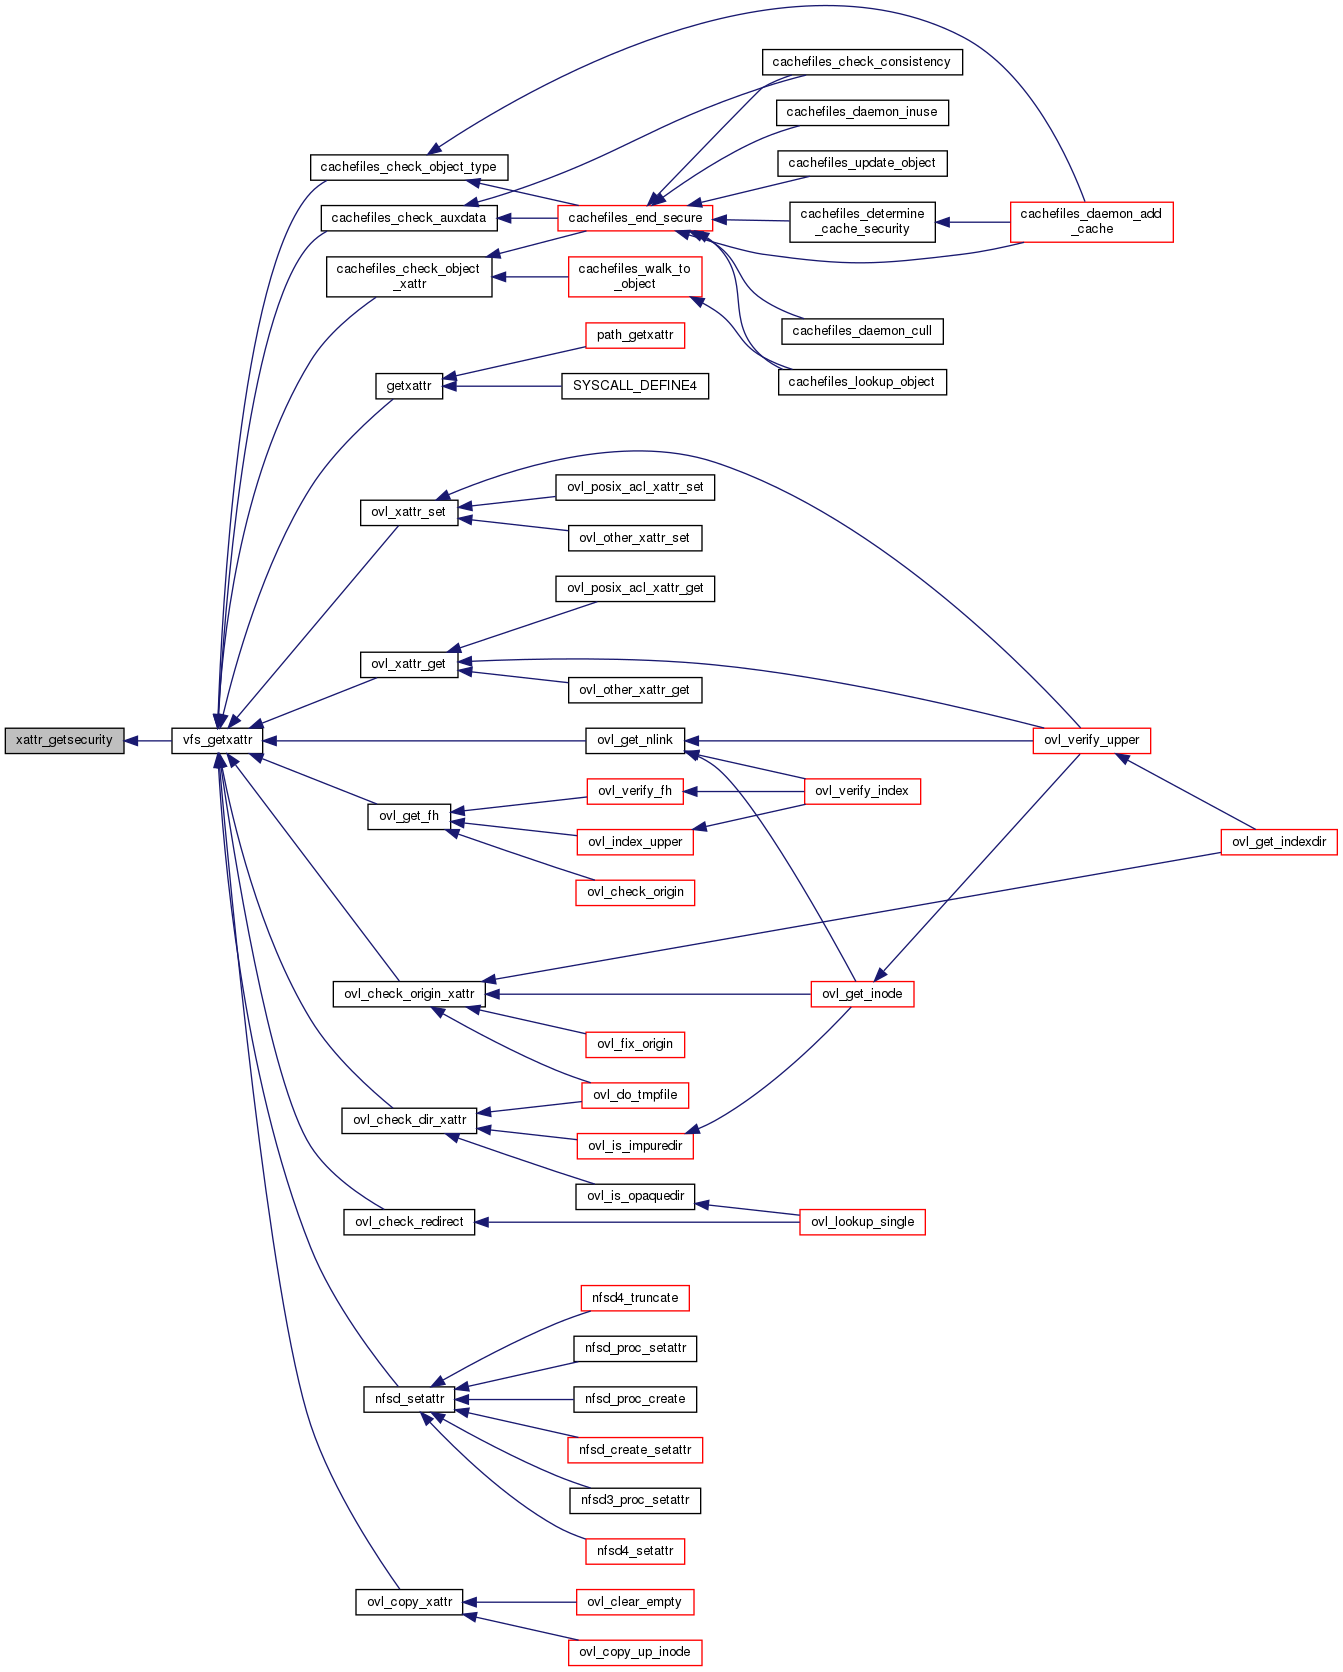 cachefiles_check_consistency
cachefiles_daemon_inuse
cachefiles_check_object_type
cachefiles_update_object
cachefiles_check_auxdata
cachefiles_end_secure
cachefiles_determine
_cache_security
cachefiles_daemon_add
_cache
cachefiles_check_object
_xattr
cachefiles_walk_to
_object
cachefiles_daemon_cull
path_getxattr
cachefiles_lookup_object
getxattr
SYSCALL_DEFINE4
ovl_posix_acl_xattr_set
ovl_xattr_set
ovl_other_xattr_set
ovl_posix_acl_xattr_get
ovl_xattr_get
ovl_other_xattr_get
xattr_getsecurity
vfs_getxattr
ovl_get_nlink
ovl_verify_upper
ovl_verify_fh
ovl_verify_index
ovl_get_fh
ovl_index_upper
ovl_get_indexdir
ovl_check_origin
ovl_check_origin_xattr
ovl_get_inode
ovl_fix_origin
ovl_do_tmpfile
ovl_check_dir_xattr
ovl_is_impuredir
ovl_is_opaquedir
ovl_check_redirect
ovl_lookup_single
nfsd4_truncate
nfsd_proc_setattr
nfsd_setattr
nfsd_proc_create
nfsd_create_setattr
nfsd3_proc_setattr
nfsd4_setattr
ovl_copy_xattr
ovl_clear_empty
ovl_copy_up_inode